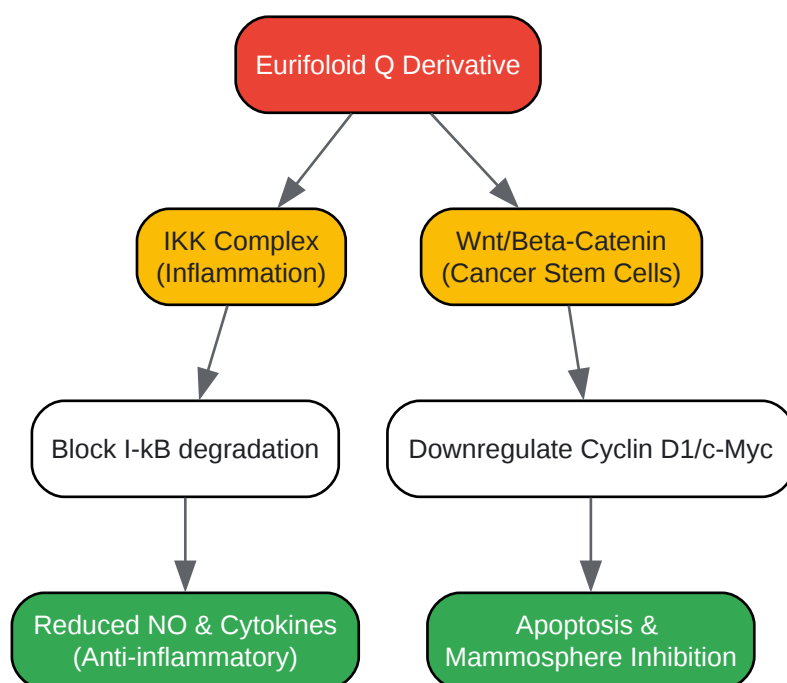 Eurifoloid Q Derivative
IKK Complex
(Inflammation)
Wnt/Beta-Catenin
(Cancer Stem Cells)
Block I-kB degradation
Downregulate Cyclin D1/c-Myc
Reduced NO & Cytokines
(Anti-inflammatory)
Apoptosis &
Mammosphere Inhibition